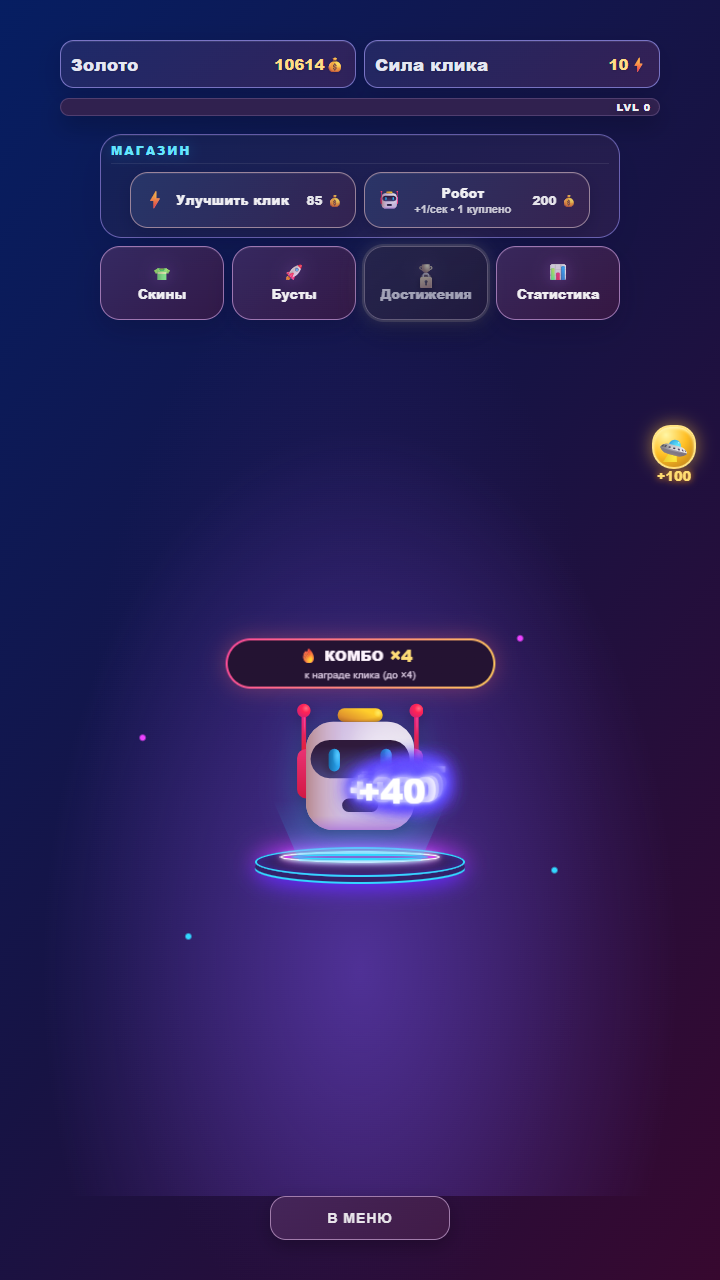 Золото 10614
Сила клика 10
LVL 0
МАГАЗИН
Улучшить клик 85
Робот
+1/сек • 1 куплено
200
Скины
Бусты
Достижения
Статистика
+100
КОМБО ×4
к награде клика (до ×4)
+40
В МЕНЮ